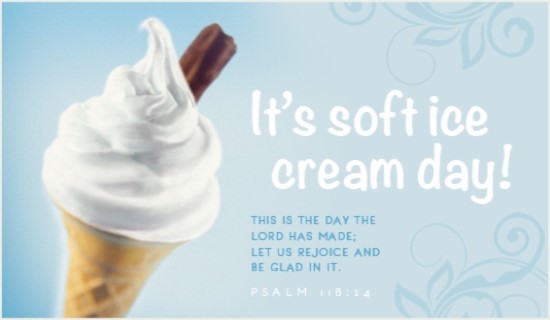 It's soft ice
cream day!
THIS IS THE DAY THE
LORD HAS MADE;
LET US REJOICE AND
BE GLAD IN IT.
PSALM 118:24